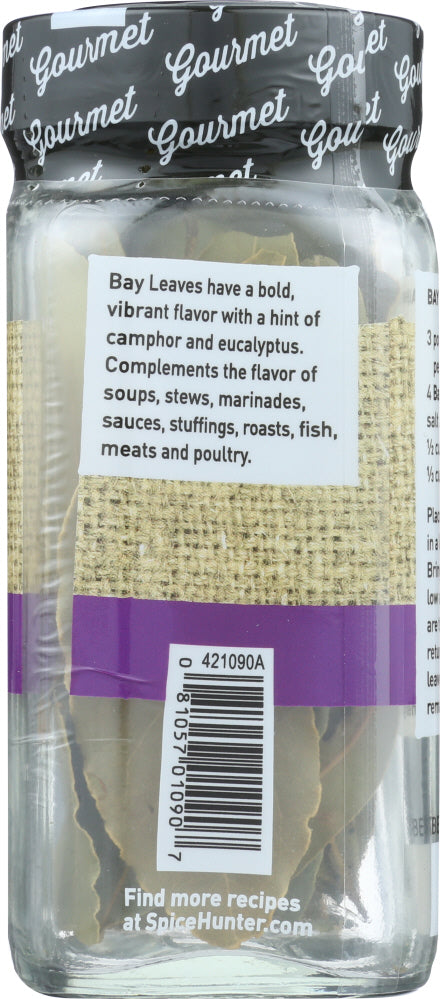 Gourmet Gourmet
Gourmet Gourmet
Bay Leaves have a bold,
vibrant flavor with a hint of
camphor and eucalyptus.
Complements the flavor of
soups, stews, marinades,
sauces, stuffings, roasts, fish,
meats and poultry.
421090A
0 81057 01090 7
Find more recipes
at SpiceHunter.com